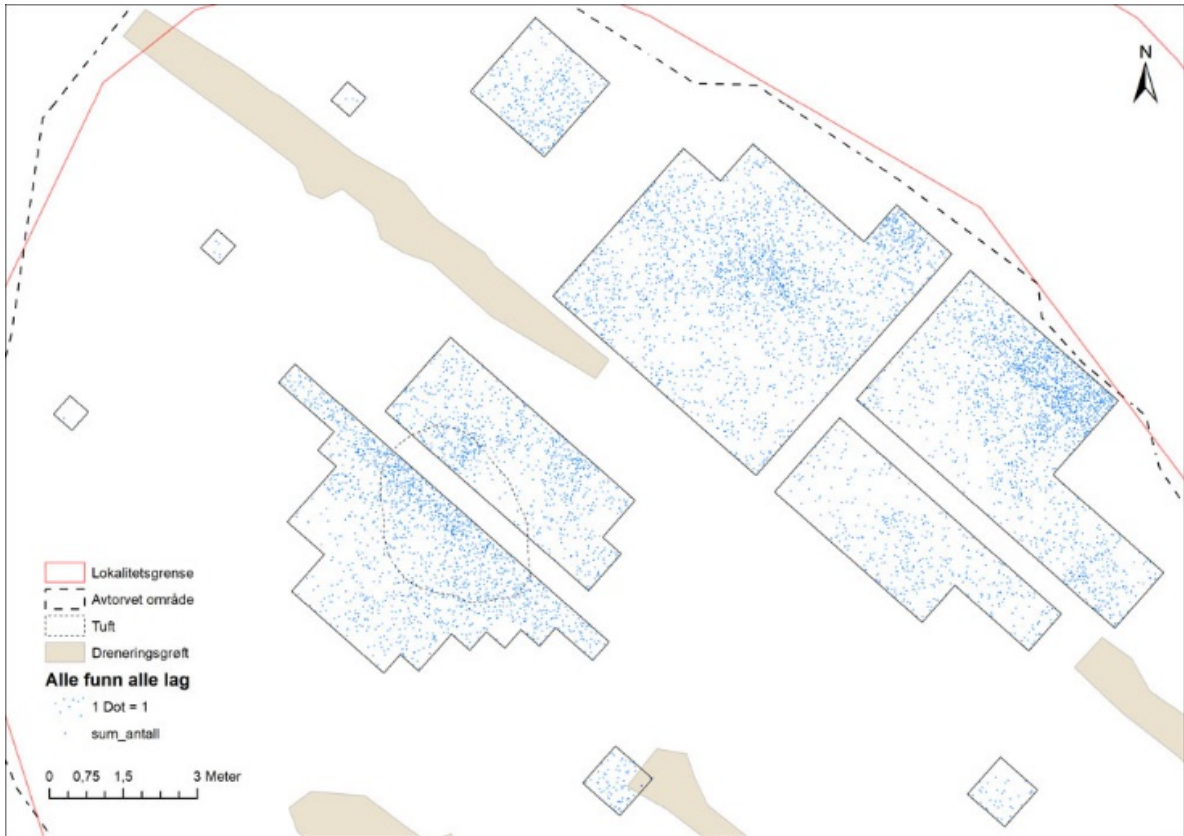 N
Lokalitetsgrense
Avtorvet område
Tuft
Dreneringsgrøft
Alle funn alle lag
1 Dot = 1
sum_antall
0 0,75 1,5 3 Meter